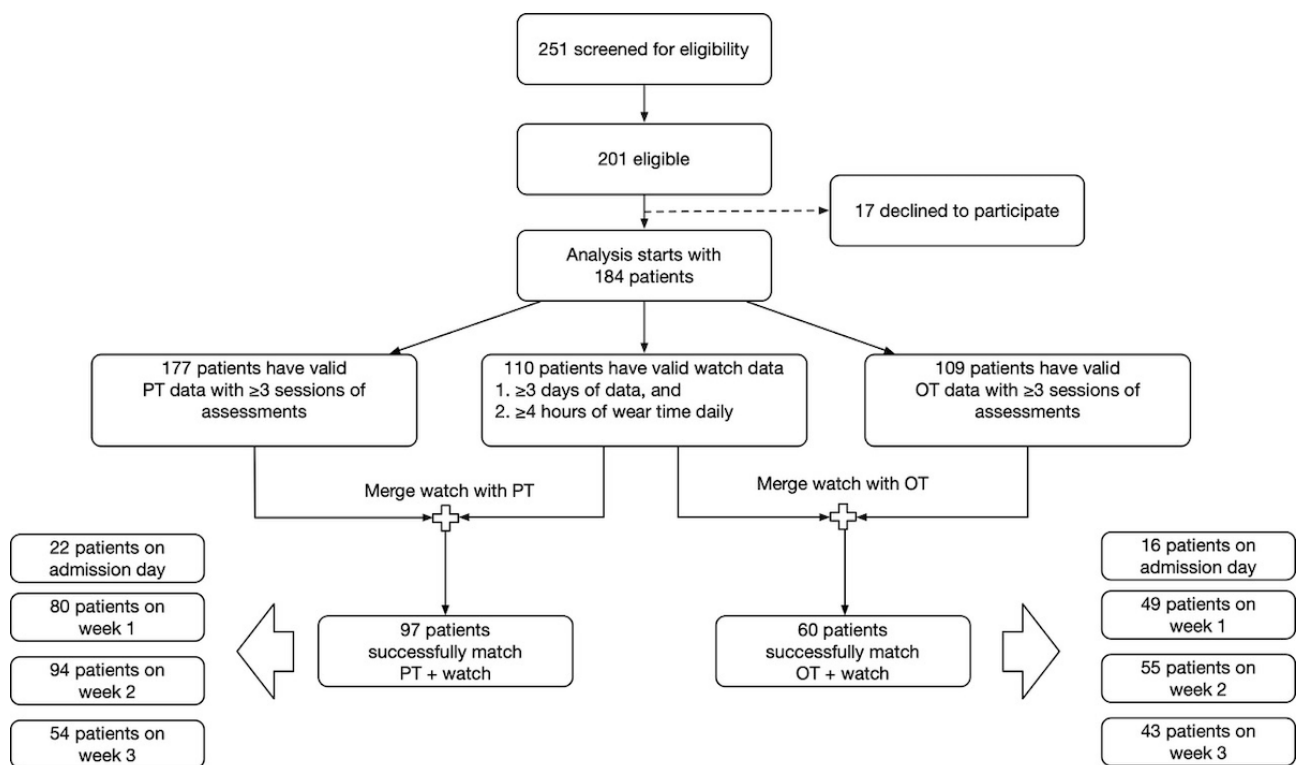 251 screened for eligibility
201 eligible
17 declined to participate
Analysis starts with
184 patients
177 patients have valid
PT data with ≥3 sessions of
assessments
110 patients have valid watch data
1. ≥3 days of data, and
2. ≥4 hours of wear time daily
109 patients have valid
OT data with ≥3 sessions of
assessments
Merge watch with PT
Merge watch with OT
22 patients on
admission day
80 patients on
week 1
94 patients on
week 2
54 patients on
week 3
97 patients
successfully match
PT + watch
60 patients
successfully match
OT + watch
16 patients on
admission day
49 patients on
week 1
55 patients on
week 2
43 patients on
week 3